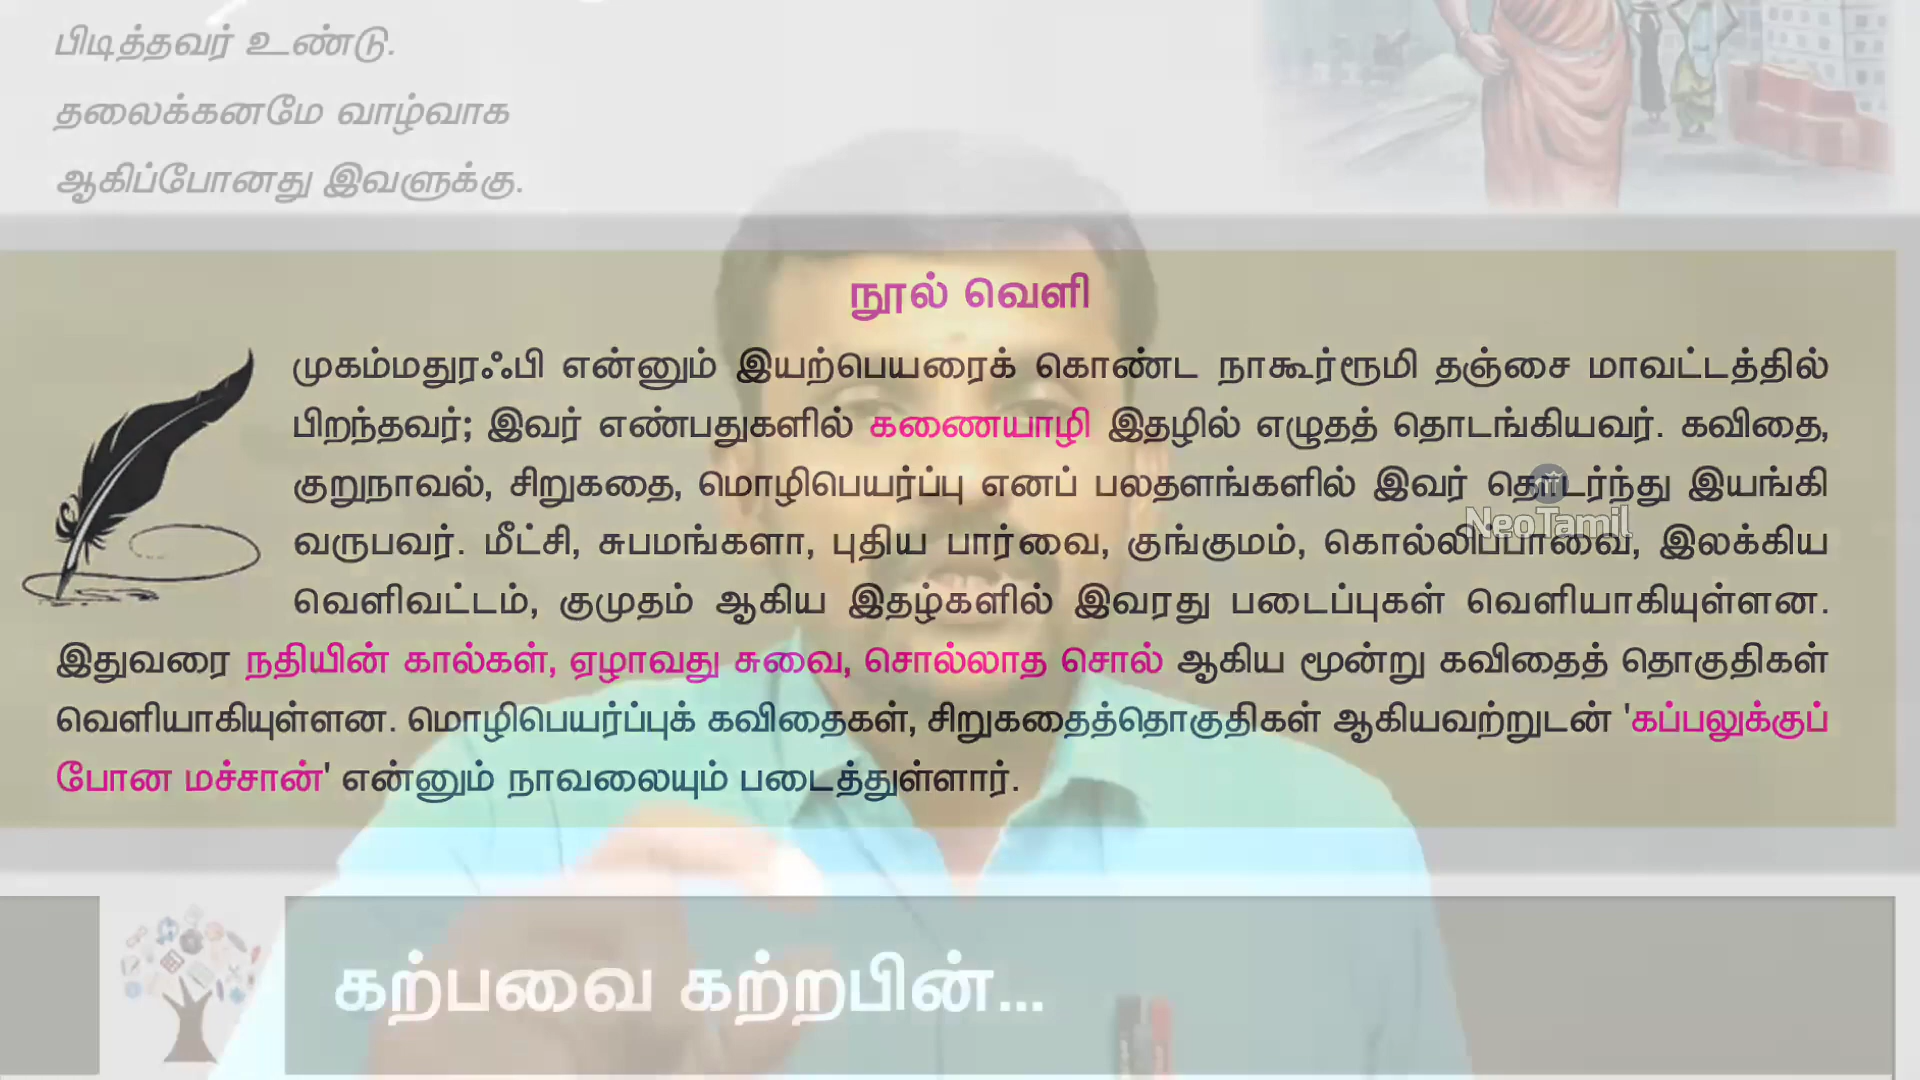 பிடித்தவர் உண்டு.
தலைக்கனமே வாழ்வாக
ஆகிப்போனது இவளுக்கு.
நூல் வெளி
முகம்மதுரஃபி என்னும் இயற்பெயரைக் கொண்ட நாகூர்ரூமி தஞ்சை மாவட்டத்தில்
பிறந்தவர்; இவர் எண்பதுகளில் கணையாழி இதழில் எழுதத் தொடங்கியவர். கவிதை,
குறுநாவல், சிறுகதை, மொழிபெயர்ப்பு எனப் பலதளங்களில் இவர் தொடர்ந்து இயங்கி
வருபவர். மீட்சி, சுபமங்களா, புதிய பார்வை, குங்குமம், கொல்லிப்பாவை, இலக்கிய
வெளிவட்டம், குமுதம் ஆகிய இதழ்களில் இவரது படைப்புகள் வெளியாகியுள்ளன.
இதுவரை நதியின் கால்கள், ஏழாவது சுவை, சொல்லாத சொல் ஆகிய மூன்று கவிதைத் தொகுதிகள்
வெளியாகியுள்ளன. மொழிபெயர்ப்புக் கவிதைகள், சிறுகதைத்தொகுதிகள் ஆகியவற்றுடன் 'கப்பலுக்குப்
போன மச்சான்' என்னும் நாவலையும் படைத்துள்ளார்.
NeoTamil
கற்பவை கற்றபின்...